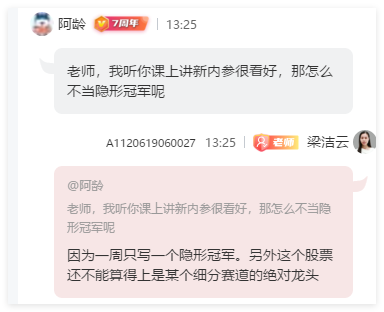 阿龄 7周年 | 13:25
老师，我听你课上讲新内参很看好，那怎么
不当隐形冠军呢
A1120619060027 13:25 | 老师 梁洁云
@阿龄
老师，我听你课上讲新内参很看好，那怎么不当隐
形冠军呢
因为一周只写一个隐形冠军。另外这个股票
还不能算得上是某个细分赛道的绝对龙头